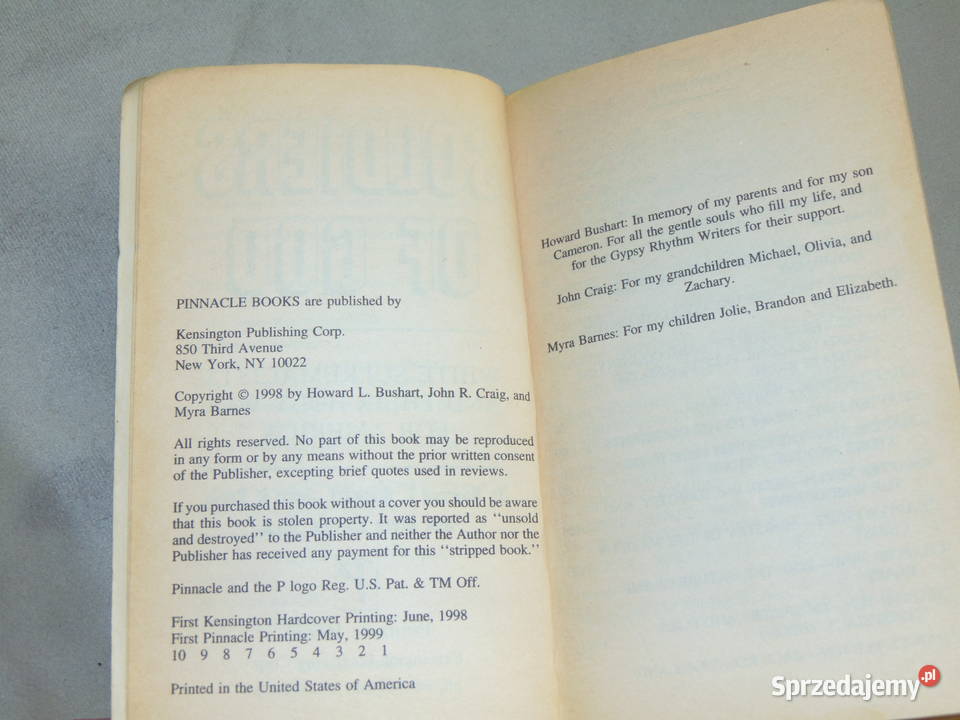 SOLDIERS
OF GOD
PINNACLE BOOKS are published by
Kensington Publishing Corp.
850 Third Avenue
New York, NY 10022
Copyright © 1998 by Howard L. Bushart, John R. Craig, and
Myra Barnes
All rights reserved. No part of this book may be reproduced
in any form or by any means without the prior written consent
of the Publisher, excepting brief quotes used in reviews.
If you purchased this book without a cover you should be aware
that this book is stolen property. It was reported as "unsold
and destroyed" to the Publisher and neither the Author nor the
Publisher has received any payment for this "stripped book."
Pinnacle and the P logo Reg. U.S. Pat. & TM Off.
First Kensington Hardcover Printing: June, 1998
First Pinnacle Printing: May, 1999
10 9 8 7 6 5 4 3 2 1
Printed in the United States of America
Howard Bushart: In memory of my parents and for my son
Cameron. For all the gentle souls who fill my life, and
for the Gypsy Rhythm Writers for their support.
John Craig: For my grandchildren Michael, Olivia, and
Zachary.
Myra Barnes: For my children Jolie, Brandon and Elizabeth.
Sprzedajemy.pl